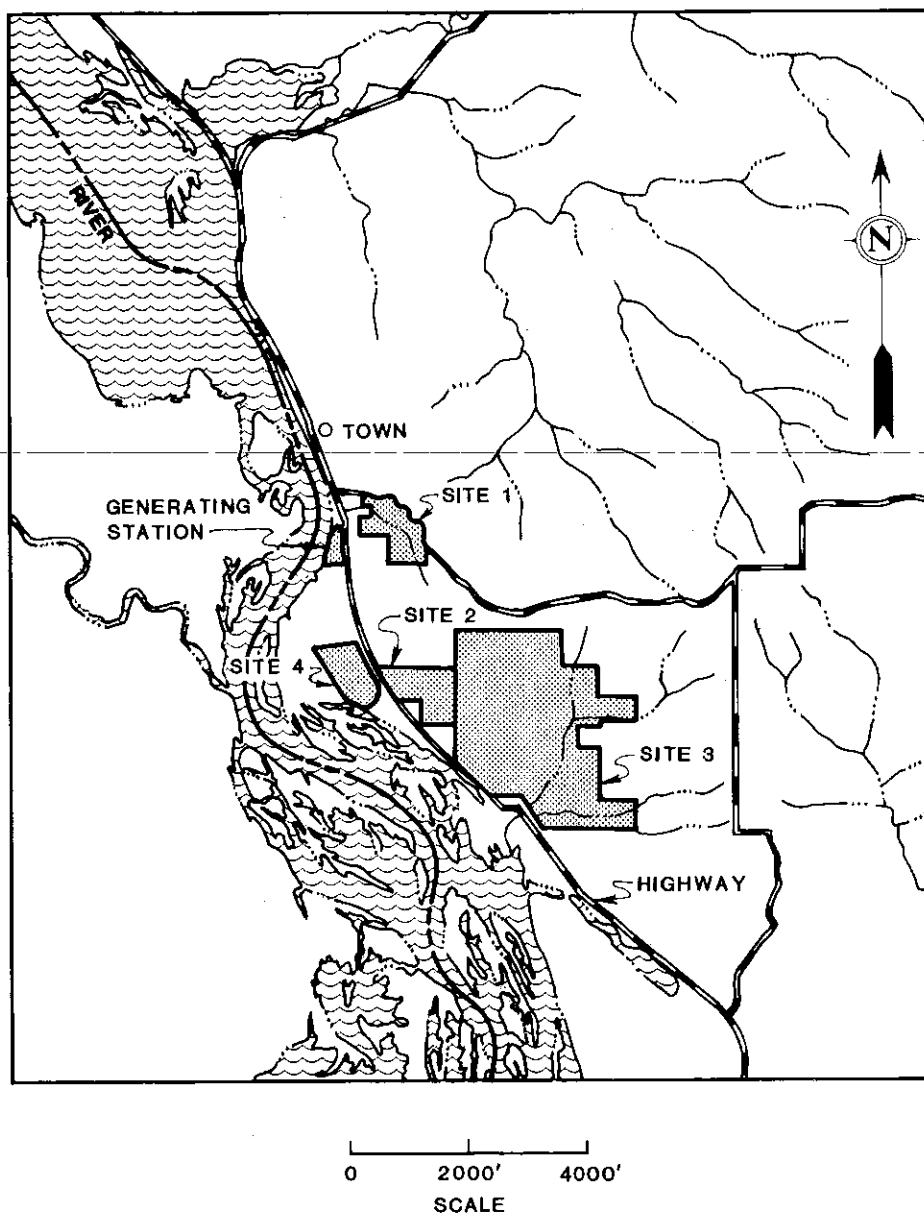 RIVER
N
TOWN
SITE 1
GENERATING
STATION
SITE 2
SITE 4
SITE 3
HIGHWAY
0 2000' 4000'
SCALE